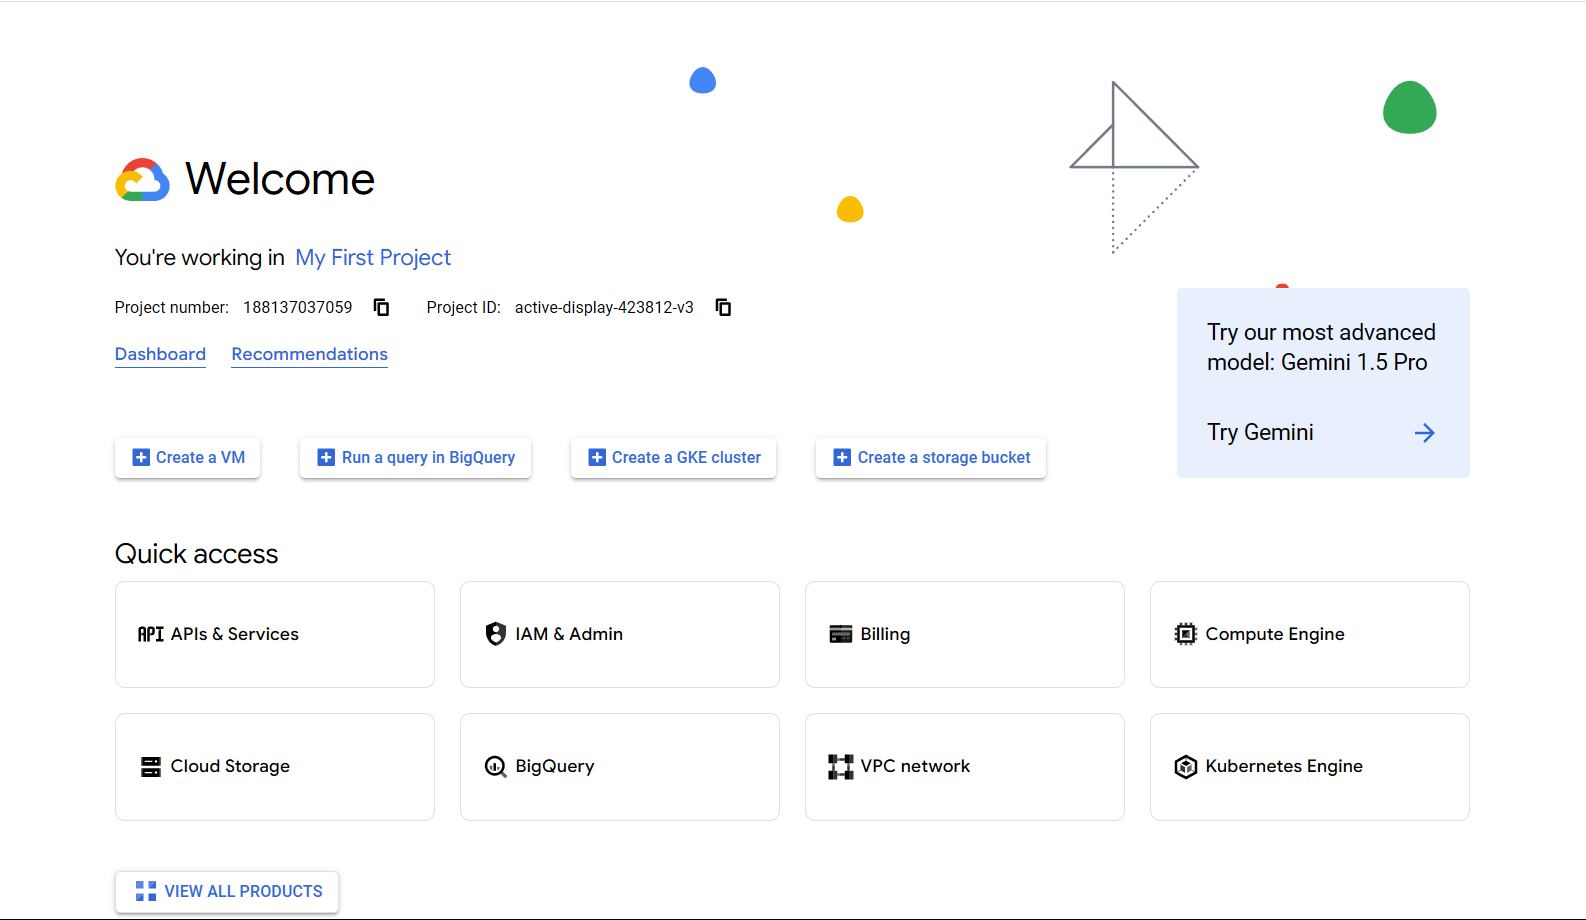 Welcome
You're working in My First Project
Project number: 188137037059 Project ID: active-display-423812-v3
Dashboard Recommendations
Try our most advanced
model: Gemini 1.5 Pro
Try Gemini
Create a VM Run a query in BigQuery Create a GKE cluster Create a storage bucket
Quick access
API APIs & Services IAM & Admin Billing Compute Engine
Cloud Storage BigQuery VPC network Kubernetes Engine
VIEW ALL PRODUCTS